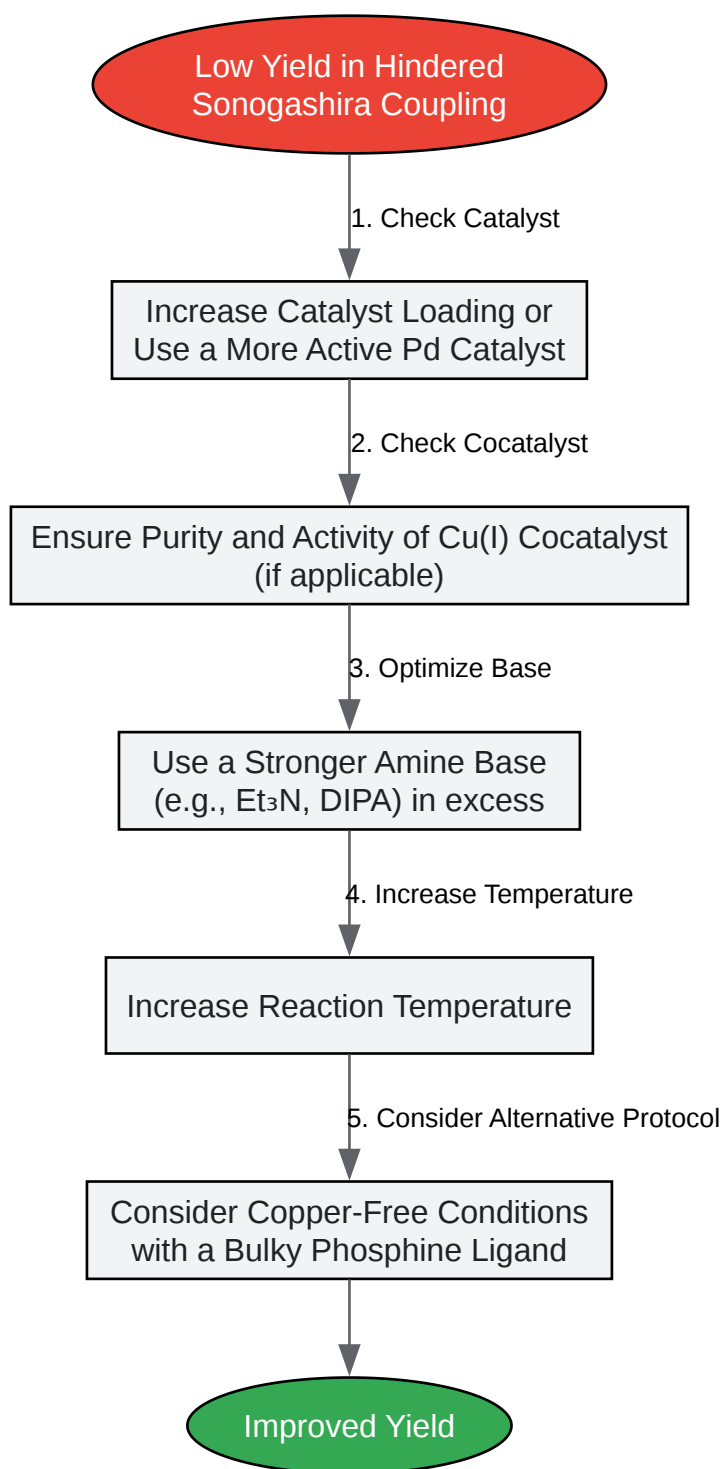 Low Yield in Hindered
Sonogashira Coupling
1. Check Catalyst
Increase Catalyst Loading or
Use a More Active Pd Catalyst
2. Check Cocatalyst
Ensure Purity and Activity of Cu(I) Cocatalyst
(if applicable)
3. Optimize Base
Use a Stronger Amine Base
(e.g., Et₃N, DIPA) in excess
4. Increase Temperature
Increase Reaction Temperature
5. Consider Alternative Protocol
Consider Copper-Free Conditions
with a Bulky Phosphine Ligand
Improved Yield